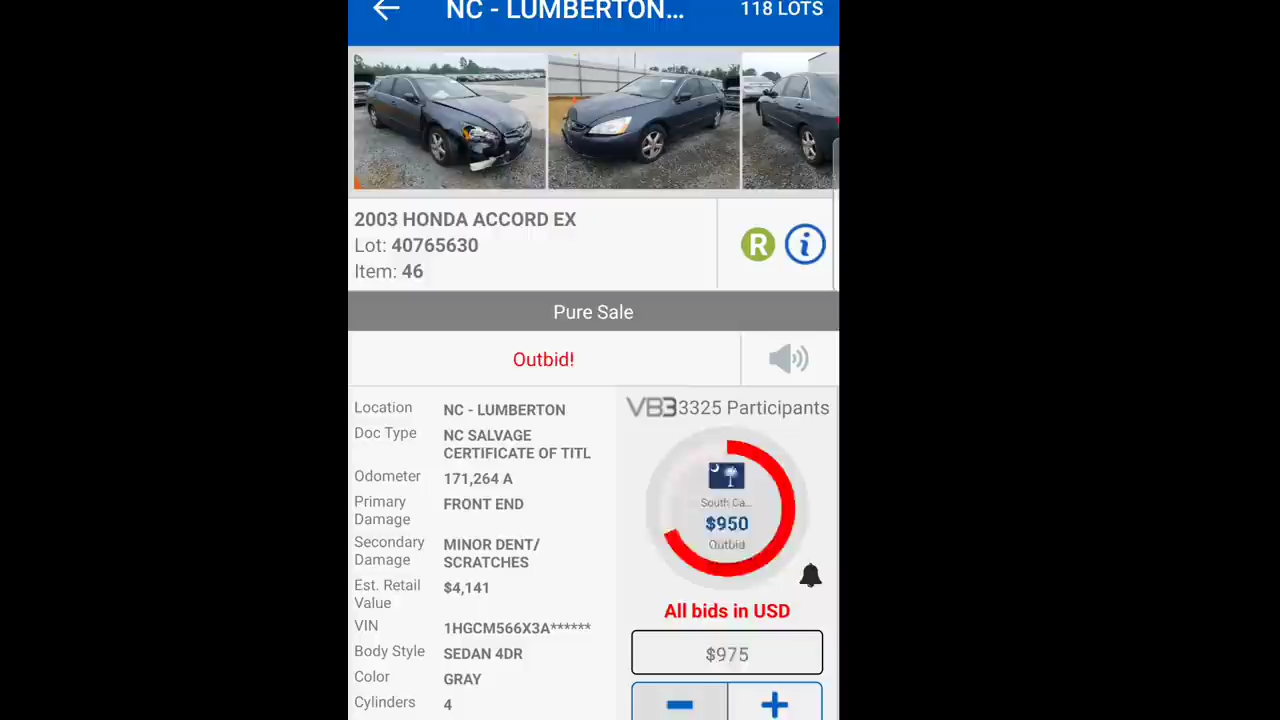 NC - LUMBERTON...
118 LOTS
2003 HONDA ACCORD EX
Lot: 40765630
Item: 46
R
i
Pure Sale
Outbid!
Location NC - LUMBERTON
Doc Type NC SALVAGE
CERTIFICATE OF TITL
Odometer 171,264 A
Primary
Damage
FRONT END
Secondary
Damage
MINOR DENT/
SCRATCHES
Est. Retail
Value
$4,141
VIN 1HGCM566X3A******
Body Style SEDAN 4DR
Color GRAY
Cylinders 4
VB3 3325 Participants
South Ca...
$950
Outbid
All bids in USD
$975